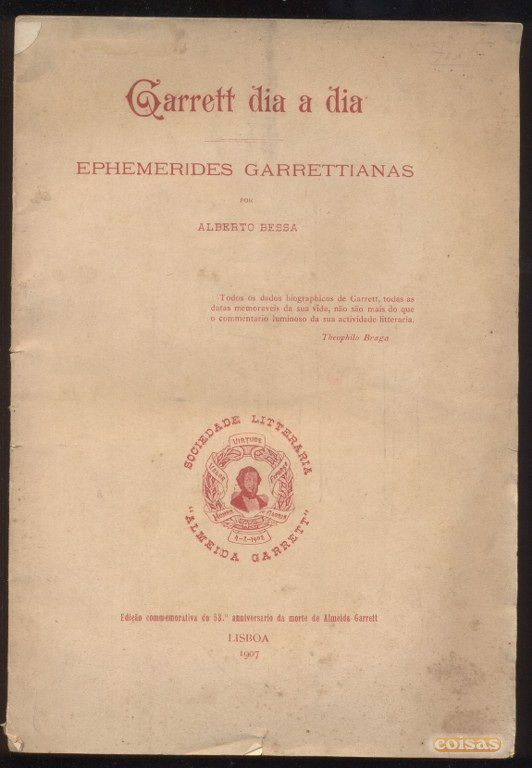 Garrett dia a dia
EPHEMERIDES GARRETTIANAS
POR
ALBERTO BESSA
Todos os dados biographicos de Garrett, todas as
datas memoraveis da sua vida, não são mais do que
o commentario luminoso da sua actividade litteraria.
Theophilo Braga
SOCIEDADE LITTERARIA
VIRTUDE
"ALMEIDA GARRETT"
Edição commemorativa do 53.º anniversario da morte de Almeida Garrett
LISBOA
1907
coisas